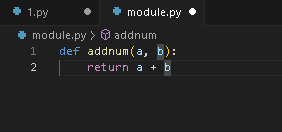 1.py module.py
module.py > addnum
1 def addnum(a, b):
2 return a + b